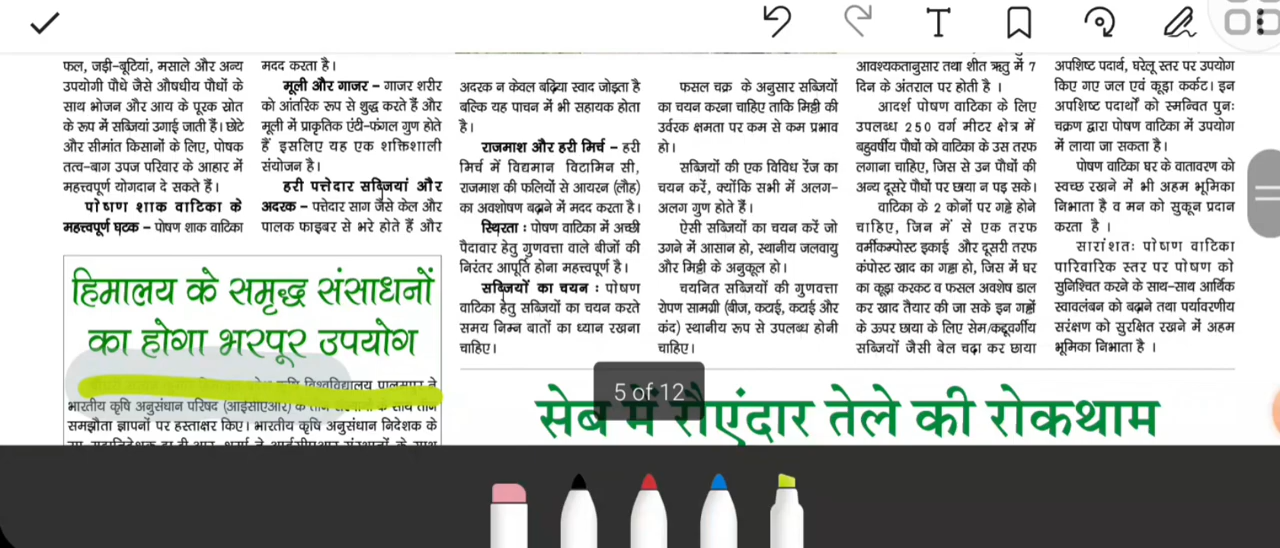 फल, जड़ी-बूटियां, मसाले और अन्य
उपयोगी पौधे जैसे औषधीय पौधों के
साथ भोजन और आय के पूरक स्रोत
के रूप में सब्जियां उगाई जाती हैं। छोटे
और सीमांत किसानों के लिए, पोषक
तत्व-बाग उपज परिवार के आहार में
महत्त्वपूर्ण योगदान दे सकते हैं।
पोषण शाक वाटिका के
महत्त्वपूर्ण घटक – पोषण शाक वाटिका
मदद करता है।
मूली और गाजर – गाजर शरीर
को आंतरिक रूप से शुद्ध करते हैं और
मूली में प्राकृतिक एंटी-फंगल गुण होते
हैं इसलिए यह एक शक्तिशाली
संयोजन है।
हरी पत्तेदार सब्जियां और
अदरक – पत्तेदार साग जैसे केल और
पालक फाइबर से भरे होते हैं और
हिमालय के समृद्ध संसाधनों
का होगा भरपूर उपयोग
विश्वविद्यालय पालमपुर ने
भारतीय कृषि अनुसंधान परिषद (आईसीएआर) के तीन संस्थानों के साथ तीन
समझौता ज्ञापनों पर हस्ताक्षर किए। भारतीय कृषि अनुसंधान निदेशक के
अदरक न केवल बढ़िया स्वाद जोड़ता है
बल्कि यह पाचन में भी सहायक होता
है।
राजमाश और हरी मिर्च – हरी
मिर्च में विद्यमान विटामिन सी,
राजमाश की फलियों से आयरन (लौह)
का अवशोषण बढ़ाने में मदद करता है।
स्थिरता : पोषण वाटिका में अच्छी
पैदावार हेतु गुणवत्ता वाले बीजों की
निरंतर आपूर्ति होना महत्त्वपूर्ण है।
सब्जियों का चयन : पोषण
वाटिका हेतु सब्जियों का चयन करते
समय निम्न बातों का ध्यान रखना
चाहिए।
फसल चक्र के अनुसार सब्जियों
का चयन करना चाहिए ताकि मिट्टी की
उर्वरक क्षमता पर कम से कम प्रभाव
हो।
सब्जियों की एक विविध रेंज का
चयन करें, क्योंकि सभी में अलग-
अलग गुण होते हैं।
ऐसी सब्जियों का चयन करें जो
उगने में आसान हो, स्थानीय जलवायु
और मिट्टी के अनुकूल हो।
चयनित सब्जियों की गुणवत्ता
रोपण सामग्री (बीज, कटाई, कटाई और
कंद) स्थानीय रूप से उपलब्ध होनी
चाहिए।
आवश्यकतानुसार तथा शीत ऋतु में 7
दिन के अंतराल पर होती है ।
आदर्श पोषण वाटिका के लिए
उपलब्ध 250 वर्ग मीटर क्षेत्र में
बहुवर्षीय पौधों को वाटिका के उस तरफ
लगाना चाहिए, जिस से उन पौधों की
अन्य दूसरे पौधों पर छाया न पड़ सके।
वाटिका के 2 कोनों पर गड्ढे होने
चाहिए, जिन में से एक तरफ
वर्मीकम्पोस्ट इकाई और दूसरी तरफ
कंपोस्ट खाद का गड्ढा हो, जिस में घर
का कूड़ा करकट व फसल अवशेष डाल
कर खाद तैयार की जा सके इन गड्ढों
के ऊपर छाया के लिए सेम/कद्दूवर्गीय
सब्जियों जैसी बेल चढ़ा कर छाया
अपशिष्ट पदार्थ, घरेलू स्तर पर उपयोग
किए गए जल एवं कूड़ा कर्कट। इन
अपशिष्ट पदार्थों को समन्वित पुनः
चक्रण द्वारा पोषण वाटिका में उपयोग
में लाया जा सकता है।
पोषण वाटिका घर के वातावरण को
स्वच्छ रखने में भी अहम भूमिका
निभाता है व मन को सुकून प्रदान
करता है ।
सारांशतः पोषण वाटिका
पारिवारिक स्तर पर पोषण को
सुनिश्चित करने के साथ-साथ आर्थिक
स्वावलंबन को बढ़ाने तथा पर्यावरणीय
सरंक्षण को सुरक्षित रखने में अहम
भूमिका निभाता है ।
5 of 12
सेब में रोएंदार तेले की रोकथाम